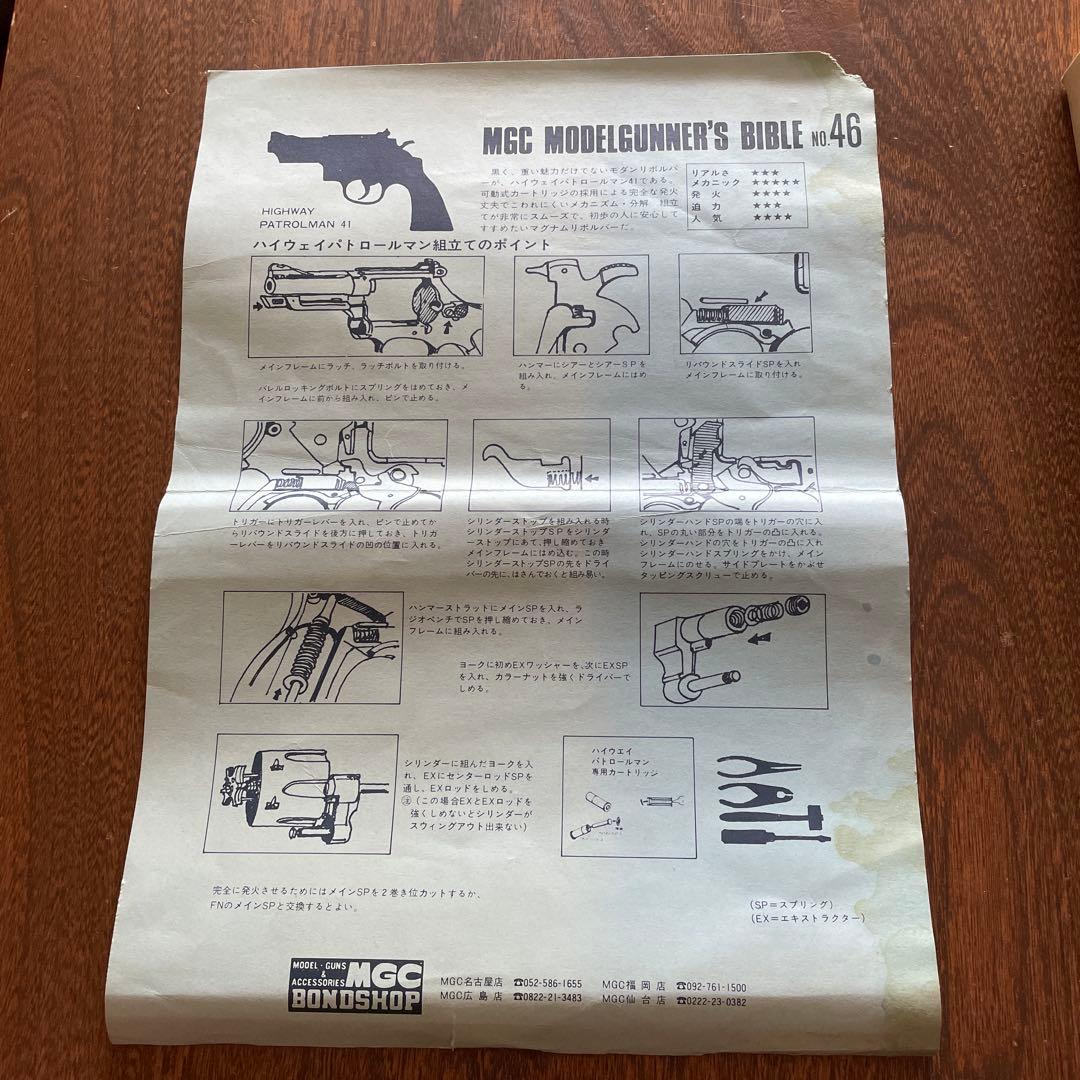 MGC MODELGUNNER'S BIBLE NO.46
HIGHWAY
PATROLMAN 41
黒く、重い魅力だけでないモダンリボルバ
ーが、ハイウェイパトロールマン41である。
可動式カートリッジの採用による完全な発火
丈夫でこわれにくいメカニズム・分解 組立
てが非常にスムーズで、初歩の人に安心して
すすめたいマグナムリボルバーだ。
リアルさ ★★★
メカニック ★★★★★
発火 ★★★★
迫力 ★★★
人気 ★★★★
ハイウェイパトロールマン組立てのポイント
メインフレームにラッチ、ラッチボルトを取り付ける。
バレルロッキングボルトにスプリングをはめておき、メ
インフレームに前から組み入れ、ピンで止める。
ハンマーにシアーとシアーSPを
組み入れ、メインフレームにはめ
る。
リバウンドスライドSPを入れ
メインフレームに取り付ける。
トリガーにトリガーレバーを入れ、ピンで止めてか
らリバウンドスライドを後方に押しておき、トリガ
ーレバーをリバウンドスライドの凹の位置に入れる。
シリンダーストップを組み入れる時
シリンダーストップSPをシリンダ
ーストップにあて、押し縮めておき
メインフレームにはめ込む。この時
シリンダーストップSPの先をドライ
バーの先に、はさんでおくと組み易い。
シリンダーハンドSPの端をトリガーの穴に入
れ、SPの丸い部分をトリガーの凸に入れる。
シリンダーハンドの穴をトリガーの凸に入れ
シリンダーハンドスプリングをかけ、メイン
フレームにのせる。サイドプレートをかぶせ
タッピングスクリューで止める。
ハンマーストラットにメインSPを入れ、ラ
ジオペンチでSPを押し縮めておき、メイン
フレームに組み入れる。
ヨークに初めEXワッシャーを、次にEXSP
を入れ、カラーナットを強くドライバーで
しめる。
シリンダーに組んだヨークを入
れ、EXにセンターロッドSPを
通し、EXロッドをしめる。
注(この場合EXとEXロッドを
強くしめないとシリンダーが
スウィングアウト出来ない)
ハイウエイ
パトロールマン
専用カートリッジ
完全に発火させるためにはメインSPを2巻き位カットするか、
FNのメインSPと交換するとよい。
(SP=スプリング)
(EX=エキストラクター)
MODEL・GUNS
&
ACCESSORIES
MGC
BONDSHOP
MGC名古屋店 ☎052-586-1655
MGC広島店 ☎0822-21-3483
MGC福岡店 ☎092-761-1500
MGC仙台店 ☎0222-23-0382